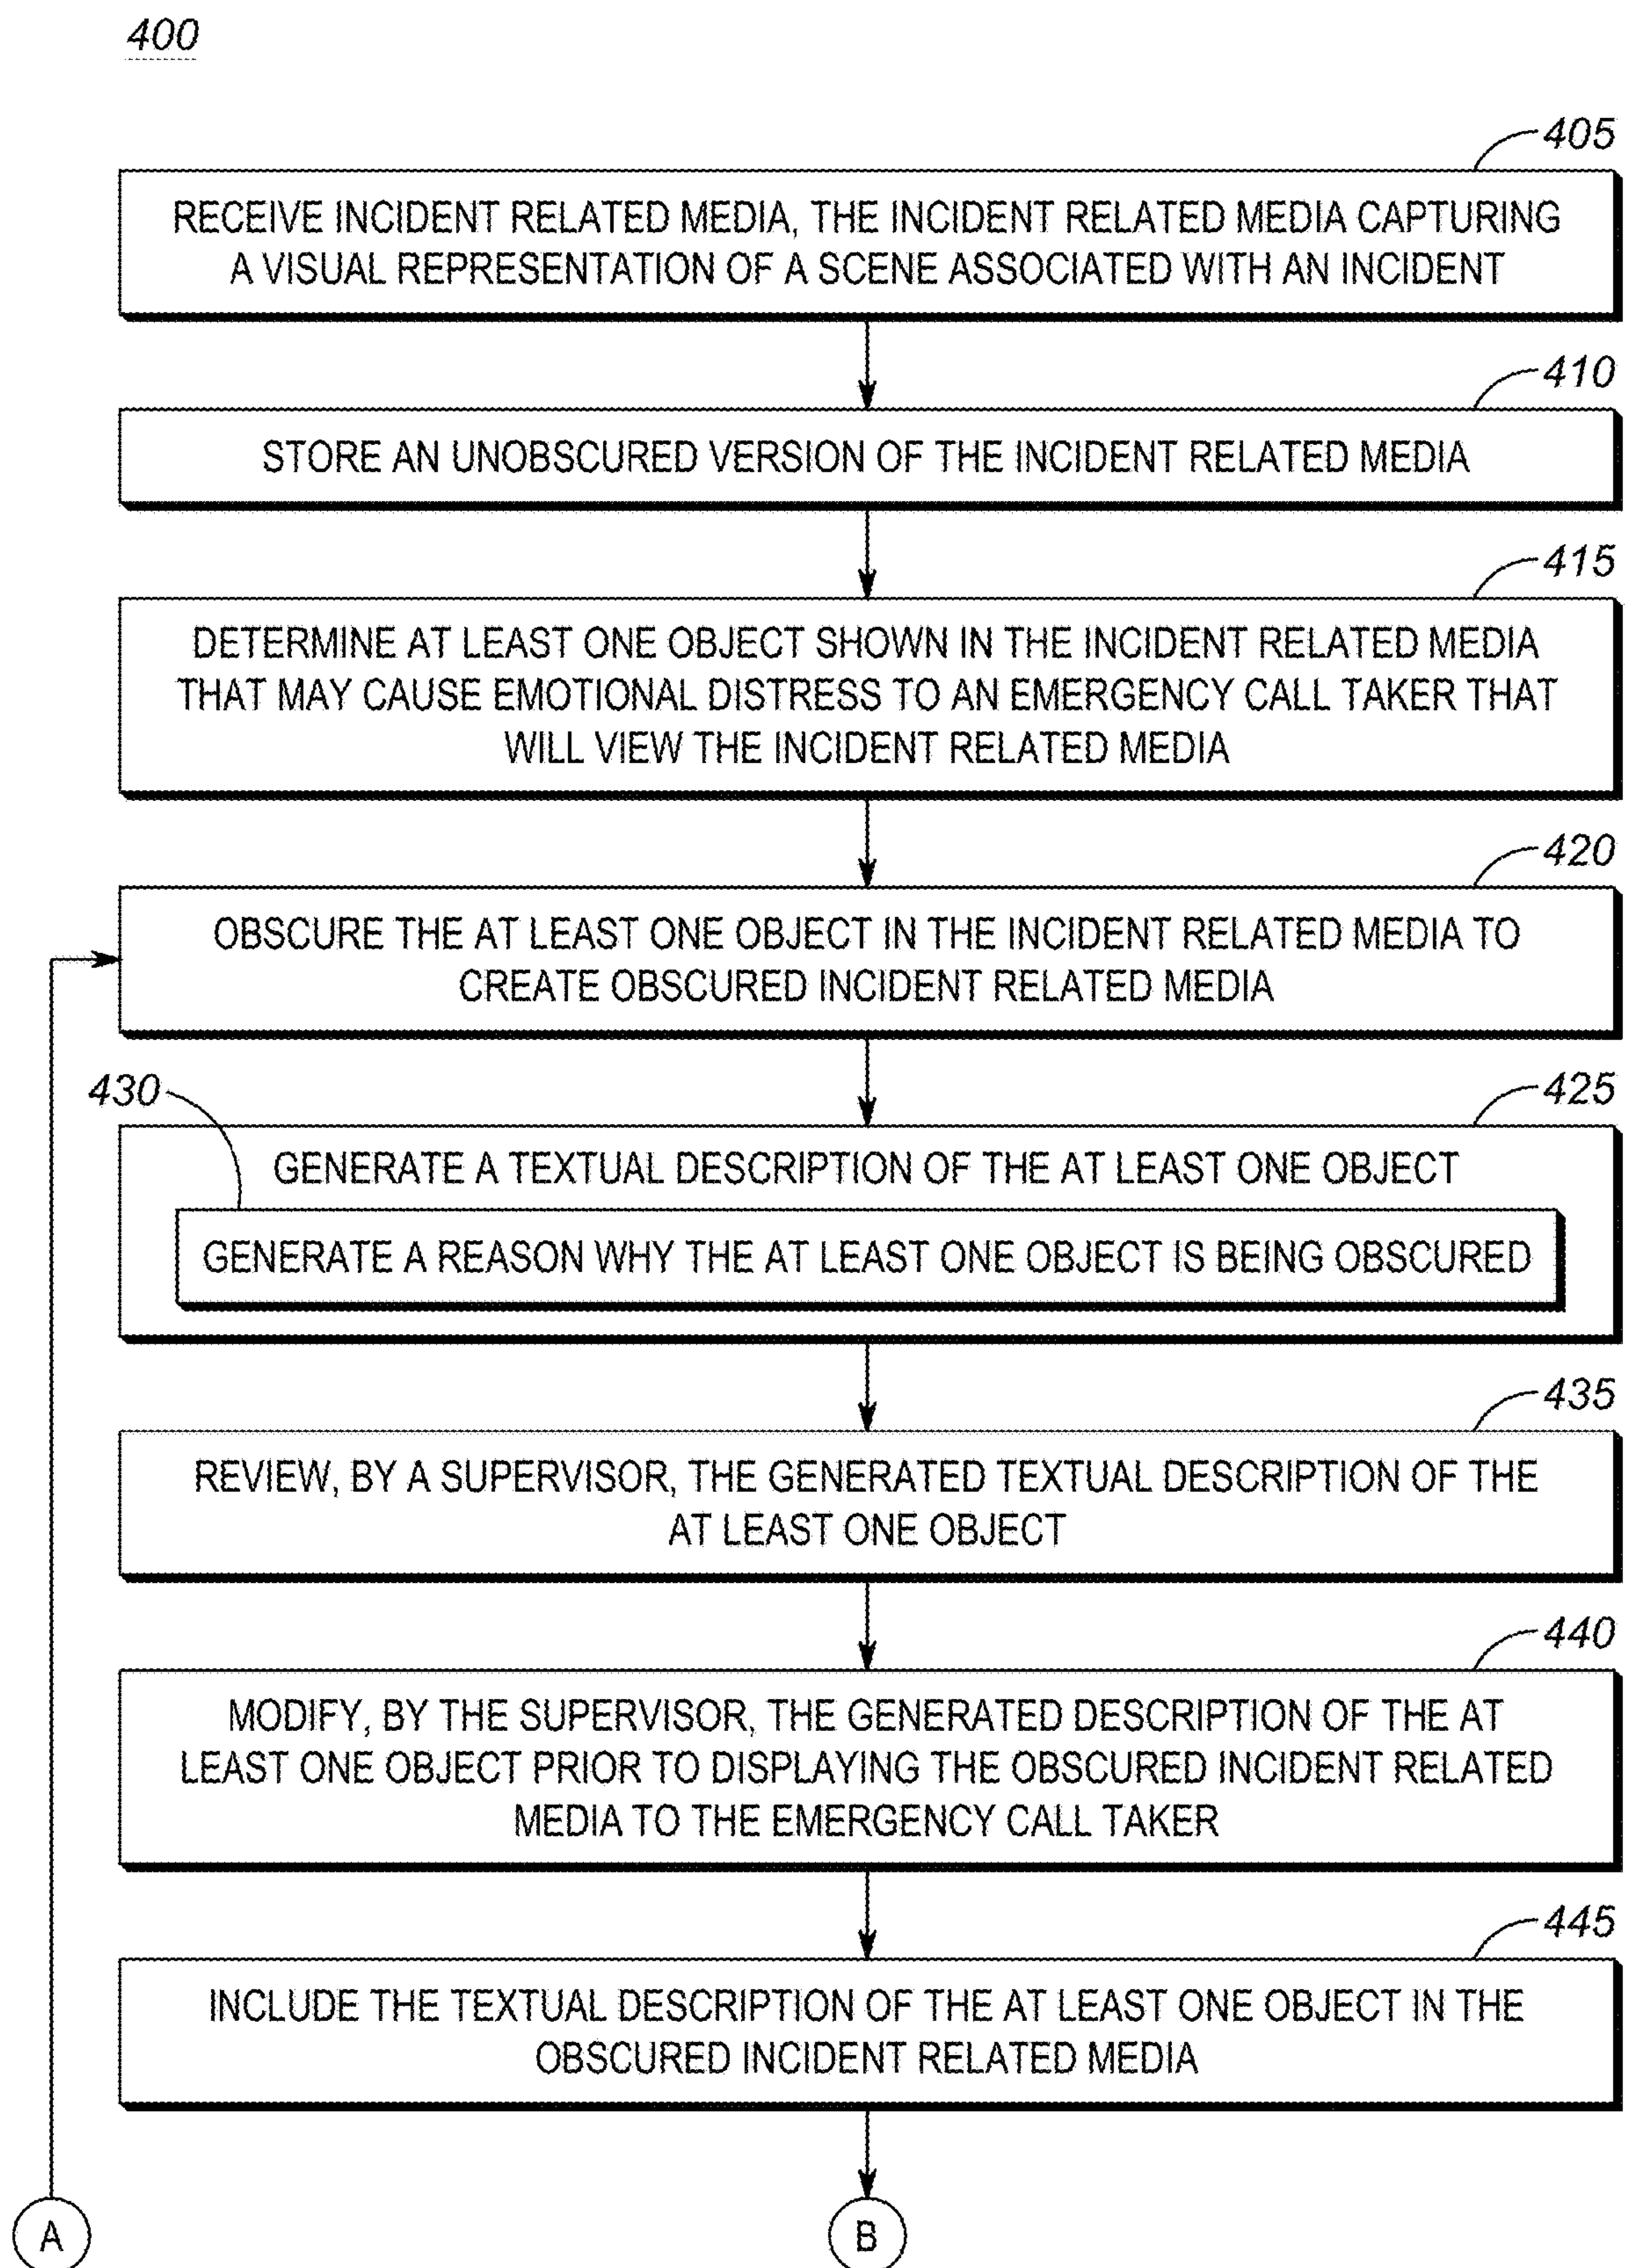 400
405
RECEIVE INCIDENT RELATED MEDIA, THE INCIDENT RELATED MEDIA CAPTURING
A VISUAL REPRESENTATION OF A SCENE ASSOCIATED WITH AN INCIDENT
410
STORE AN UNOBSCURED VERSION OF THE INCIDENT RELATED MEDIA
415
DETERMINE AT LEAST ONE OBJECT SHOWN IN THE INCIDENT RELATED MEDIA
THAT MAY CAUSE EMOTIONAL DISTRESS TO AN EMERGENCY CALL TAKER THAT
WILL VIEW THE INCIDENT RELATED MEDIA
420
OBSCURE THE AT LEAST ONE OBJECT IN THE INCIDENT RELATED MEDIA TO
CREATE OBSCURED INCIDENT RELATED MEDIA
430
425
GENERATE A TEXTUAL DESCRIPTION OF THE AT LEAST ONE OBJECT
GENERATE A REASON WHY THE AT LEAST ONE OBJECT IS BEING OBSCURED
435
REVIEW, BY A SUPERVISOR, THE GENERATED TEXTUAL DESCRIPTION OF THE
AT LEAST ONE OBJECT
440
MODIFY, BY THE SUPERVISOR, THE GENERATED DESCRIPTION OF THE AT
LEAST ONE OBJECT PRIOR TO DISPLAYING THE OBSCURED INCIDENT RELATED
MEDIA TO THE EMERGENCY CALL TAKER
445
INCLUDE THE TEXTUAL DESCRIPTION OF THE AT LEAST ONE OBJECT IN THE
OBSCURED INCIDENT RELATED MEDIA
A
B